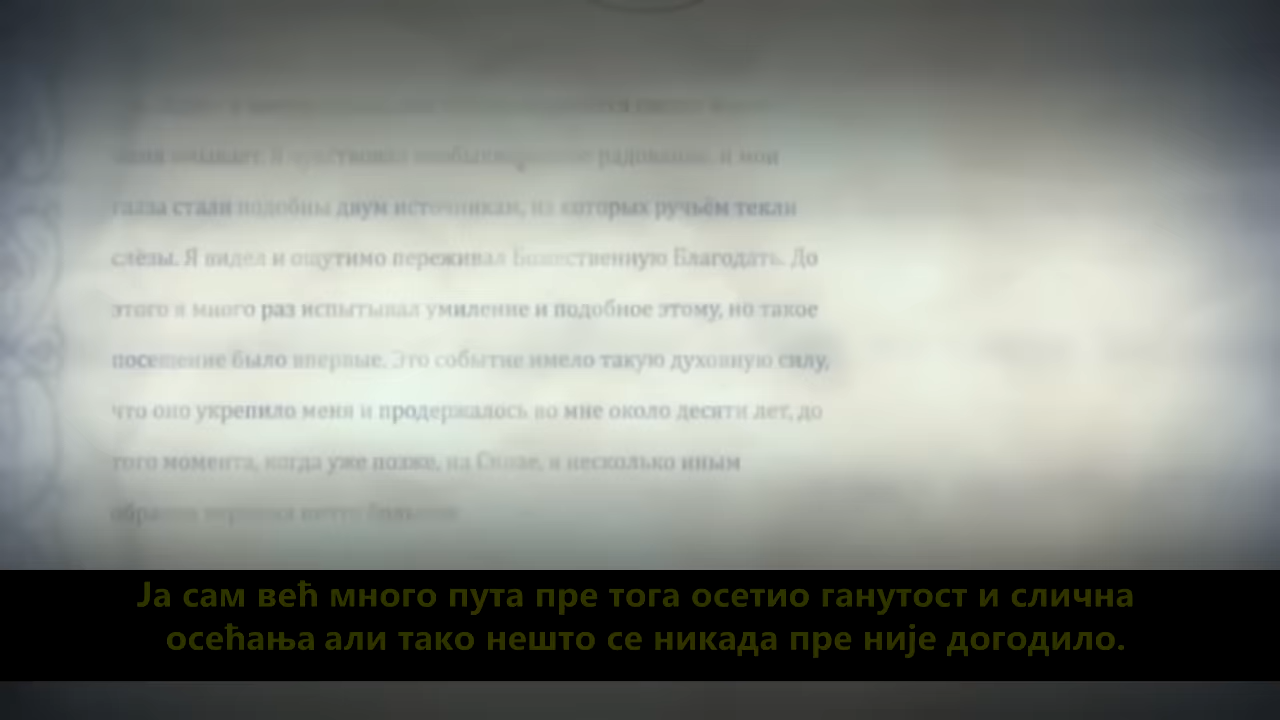 радование, и мои
глаза стали подобны двум источникам, из которых ручьём текли
слёзы. Я видел и ощутимо переживал Божественную Благодать. До
этого я много раз испытывал умиление и подобное этому, но такое
посещение было впервые. Это событие имело такую духовную силу,
что оно укрепило меня и продержалось во мне около десяти лет, до
того момента, когда уже позже, на Синае, я несколько иным
Ја сам већ много пута пре тога осетио ганутост и слична
осећања али тако нешто се никада пре није догодило.